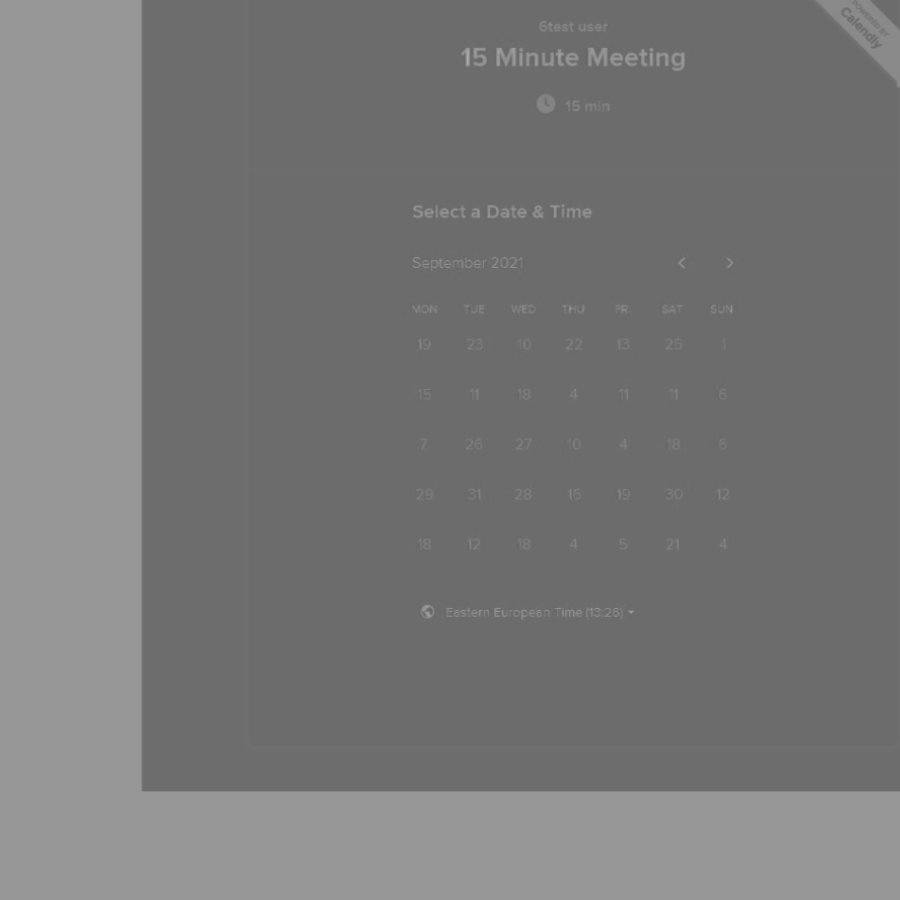 6test user
15 Minute Meeting
15 min
POWERED BY
Calendly
Select a Date & Time
September 2021
MON TUE WED THU FRI SAT SUN
19 23 10 22 13 25 1
15 11 18 4 11 11 6
7 26 27 10 4 18 6
29 31 28 15 19 30 12
18 12 18 4 5 21 4
Eastern European Time (13:26)